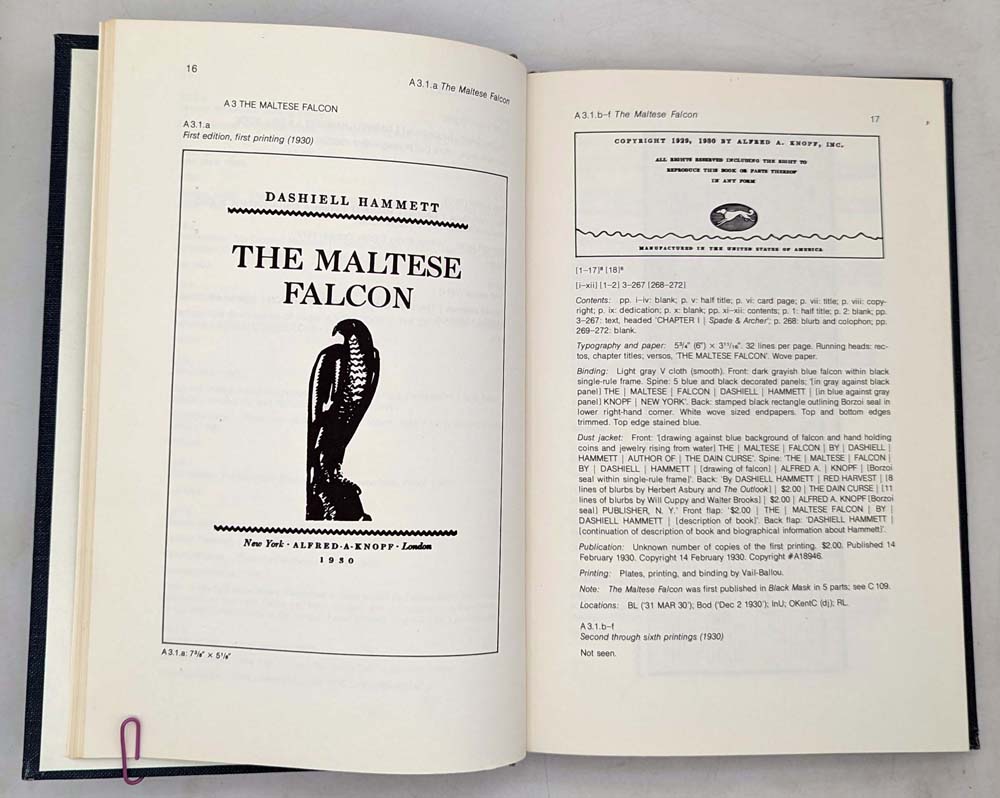 16
A3.1.a The Maltese Falcon
A3 THE MALTESE FALCON
A3.1.a
First edition, first printing (1930)
DASHIELL HAMMETT
THE MALTESE
FALCON
New York · ALFRED · A · KNOPF · London
1930
A3.1.a: 7³/₈" × 5¹/₈"
A3.1.b–f The Maltese Falcon
17
COPYRIGHT 1929, 1930 BY ALFRED A. KNOPF, INC.
ALL RIGHTS RESERVED INCLUDING THE RIGHT TO
REPRODUCE THIS BOOK OR PARTS THEREOF
IN ANY FORM
MANUFACTURED IN THE UNITED STATES OF AMERICA
[1–17]⁸ [18]⁶
[i–xii] [1–2] 3–267 [268–272]
Contents: pp. i–iv: blank; p. v: half title; p. vi: card page; p. vii: title; p. viii: copy-
right; p. ix: dedication; p. x: blank; pp. xi–xii: contents; p. 1: half title; p. 2: blank; pp.
3–267: text, headed 'CHAPTER I | Spade & Archer'; p. 268: blurb and colophon; pp.
269–272: blank.
Typography and paper: 5³/₄" (6") × 3¹¹/₁₆". 32 lines per page. Running heads: rec-
tos, chapter titles; versos, 'THE MALTESE FALCON'. Wove paper.
Binding: Light gray V cloth (smooth). Front: dark grayish blue falcon within black
single-rule frame. Spine: 5 blue and black decorated panels; '[in gray against black
panel] THE | MALTESE | FALCON | DASHIELL | HAMMETT | [in blue against gray
panel] KNOPF | NEW YORK'. Back: stamped black rectangle outlining Borzoi seal in
lower right-hand corner. White wove sized endpapers. Top and bottom edges
trimmed. Top edge stained blue.
Dust jacket: Front: '[drawing against blue background of falcon and hand holding
coins and jewelry rising from water] THE | MALTESE | FALCON | BY | DASHIELL |
HAMMETT | AUTHOR OF | THE DAIN CURSE'. Spine: 'THE | MALTESE | FALCON |
BY | DASHIELL | HAMMETT | [drawing of falcon] | ALFRED A. | KNOPF | [Borzoi
seal within single-rule frame]'. Back: 'By DASHIELL HAMMETT | RED HARVEST | [8
lines of blurbs by Herbert Asbury and The Outlook] | $2.00 | THE DAIN CURSE | [11
lines of blurbs by Will Cuppy and Walter Brooks] | $2.00 | ALFRED A. KNOPF [Borzoi
seal] PUBLISHER, N. Y.' Front flap: '$2.00 | THE | MALTESE FALCON | BY |
DASHIELL HAMMETT | [description of book]'. Back flap: 'DASHIELL HAMMETT |
[continuation of description of book and biographical information about Hammett]'.
Publication: Unknown number of copies of the first printing. $2.00. Published 14
February 1930. Copyright 14 February 1930. Copyright #A18946.
Printing: Plates, printing, and binding by Vail-Ballou.
Note: The Maltese Falcon was first published in Black Mask in 5 parts; see C 109.
Locations: BL ('31 MAR 30'); Bod ('Dec 2 1930'); InU; OKentC (dj); RL.
A3.1.b–f
Second through sixth printings (1930)
Not seen.